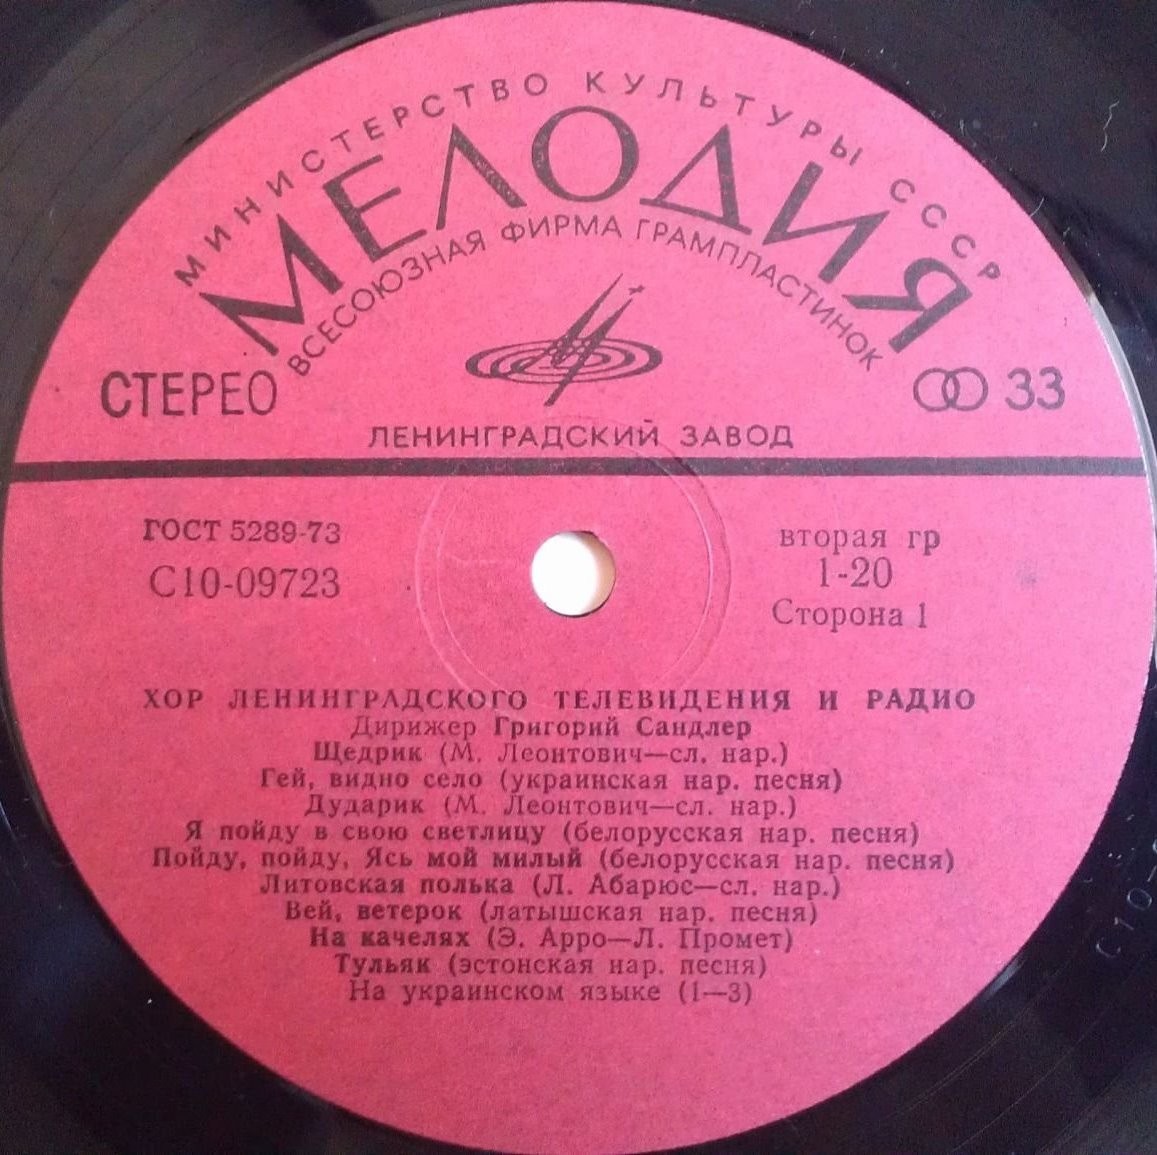 МИНИСТЕРСТВО КУЛЬТУРЫ СССР
МЕЛОДИЯ
ВСЕСОЮЗНАЯ ФИРМА ГРАМПЛАСТИНОК
СТЕРЕО
33
ЛЕНИНГРАДСКИЙ ЗАВОД
ГОСТ 5289-73
С10-09723
вторая гр
1-20
Сторона 1
ХОР ЛЕНИНГРАДСКОГО ТЕЛЕВИДЕНИЯ И РАДИО
Дирижер Григорий Сандлер
Щедрик (М. Леонтович—сл. нар.)
Гей, видно село (украинская нар. песня)
Дударик (М. Леонтович—сл. нар.)
Я пойду в свою светлицу (белорусская нар. песня)
Пойду, пойду, Ясь мой милый (белорусская нар. песня)
Литовская полька (Л. Абарюс—сл. нар.)
Вей, ветерок (латышская нар. песня)
На качелях (Э. Арро—Л. Промет)
Тульяк (эстонская нар. песня)
На украинском языке (1—3)